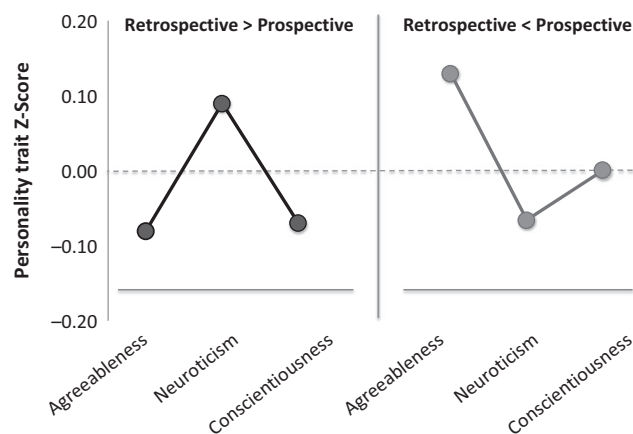 Retrospective > Prospective
Retrospective < Prospective
Personality trait Z-Score
0.20
0.10
0.00
−0.10
−0.20
Agreeableness
Neuroticism
Conscientiousness
Agreeableness
Neuroticism
Conscientiousness